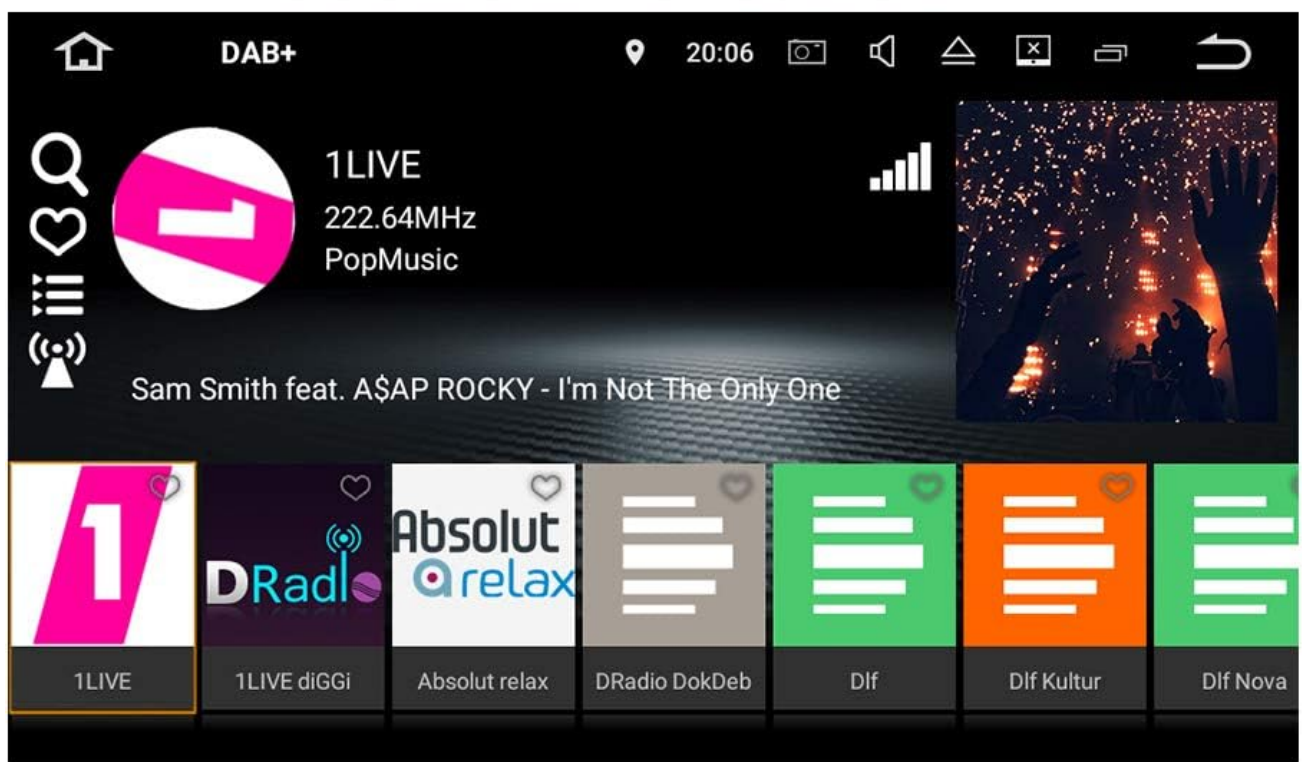 DAB+
20:06
1LIVE
222.64MHz
PopMusic
Sam Smith feat. A$AP ROCKY - I'm Not The Only One
1
1
DRadio
Absolut
relax
1LIVE
1LIVE diGGi
Absolut relax
DRadio DokDeb
Dlf
Dlf Kultur
Dlf Nova